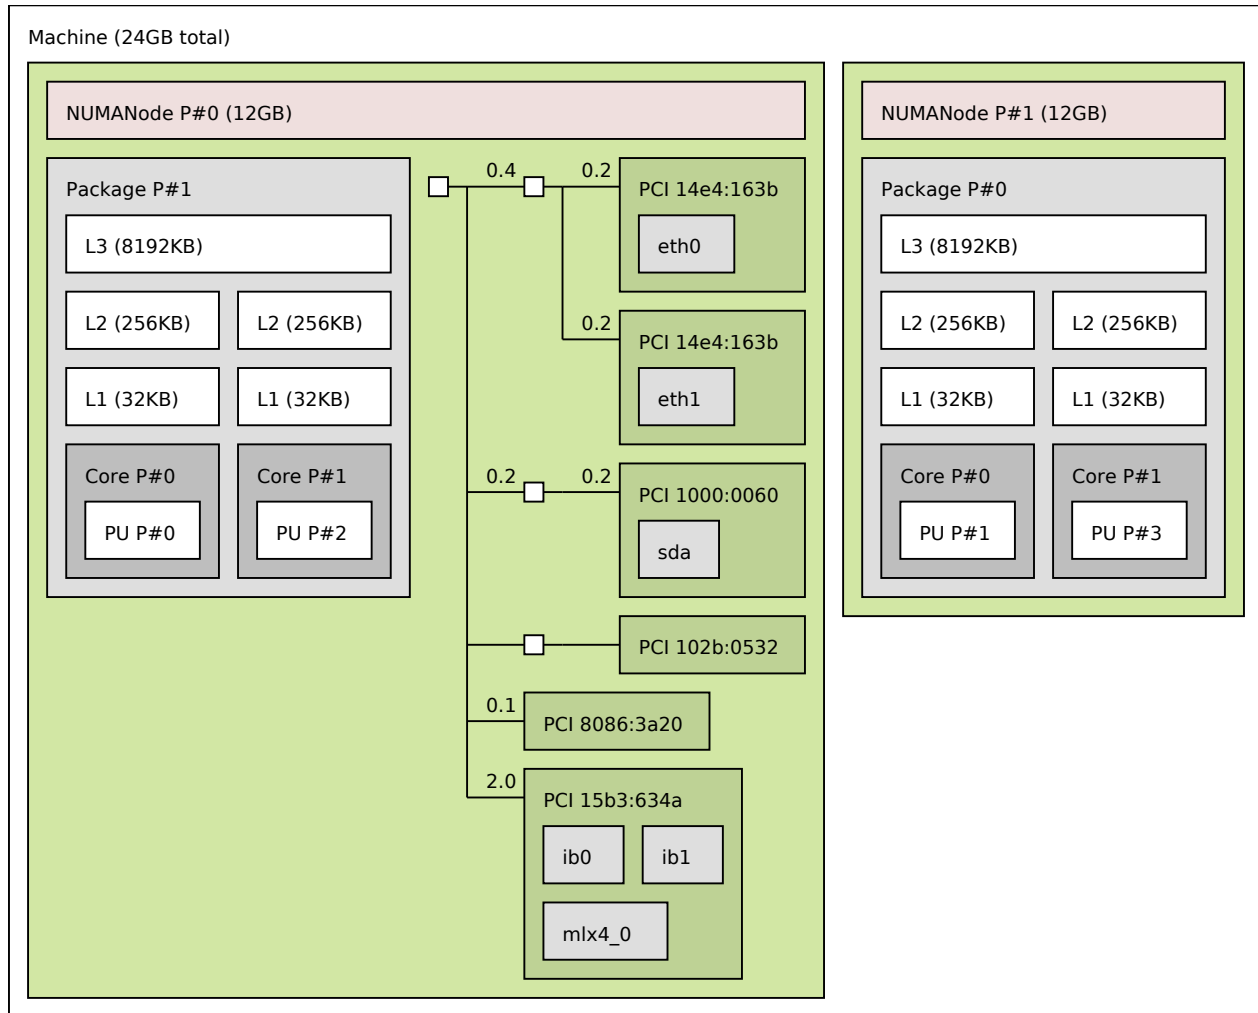 Machine (24GB total)
NUMANode P#0 (12GB)
Package P#1
L3 (8192KB)
L2 (256KB)
L2 (256KB)
L1 (32KB)
L1 (32KB)
Core P#0
PU P#0
Core P#1
PU P#2
0.4
0.2
PCI 14e4:163b
eth0
0.2
PCI 14e4:163b
eth1
0.2
0.2
PCI 1000:0060
sda
PCI 102b:0532
0.1
PCI 8086:3a20
2.0
PCI 15b3:634a
ib0
ib1
mlx4_0
NUMANode P#1 (12GB)
Package P#0
L3 (8192KB)
L2 (256KB)
L2 (256KB)
L1 (32KB)
L1 (32KB)
Core P#0
PU P#1
Core P#1
PU P#3